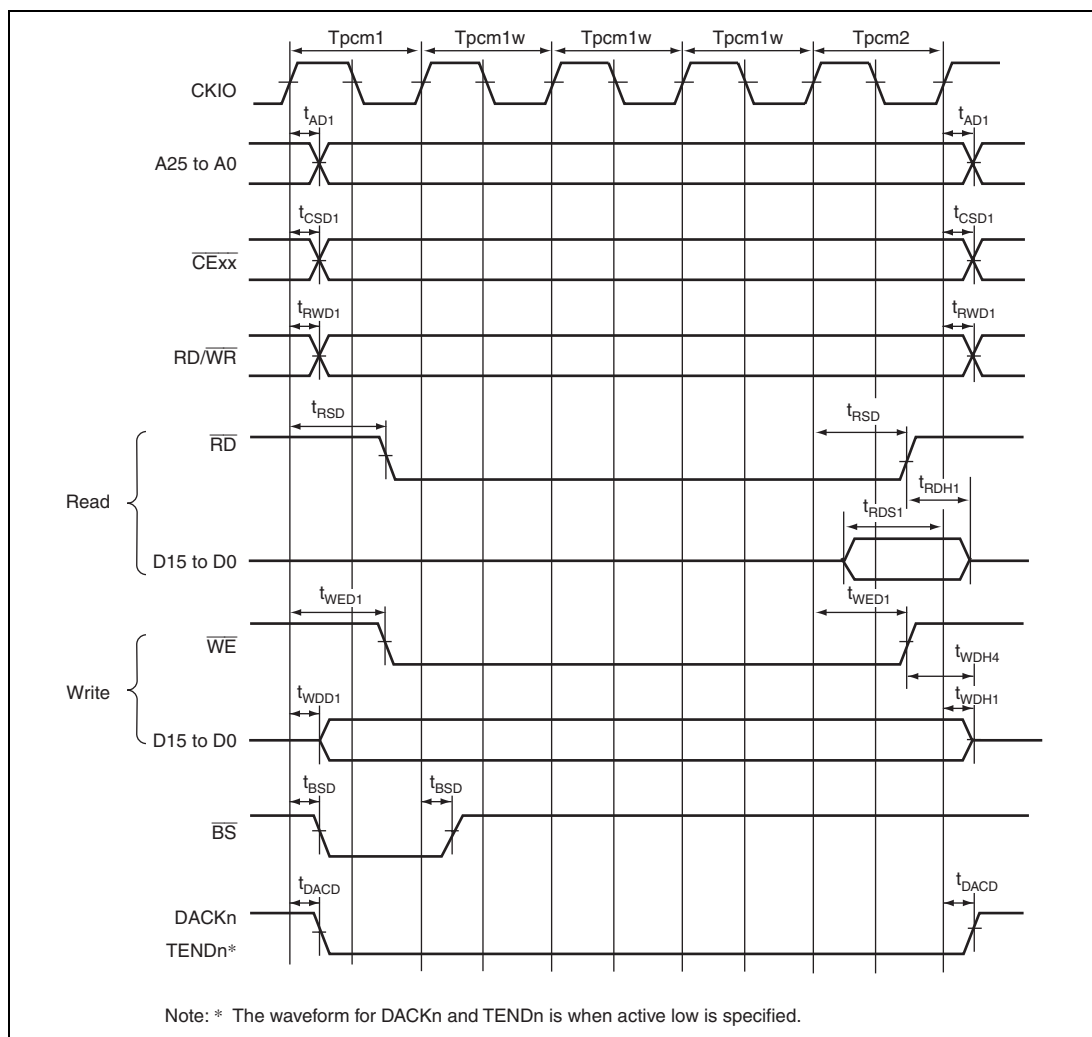 Tpcm1 Tpcm1w Tpcm1w Tpcm1w Tpcm2
CKIO
tAD1 tAD1
A25 to A0
tCSD1 tCSD1
CExx
tRWD1 tRWD1
RD/WR
tRSD tRSD
RD
tRDH1
tRDS1
Read
D15 to D0
tWED1 tWED1
WE
tWDH4
Write
tWDD1 tWDH1
D15 to D0
tBSD tBSD
BS
tDACD tDACD
DACKn
TENDn*
Note: * The waveform for DACKn and TENDn is when active low is specified.